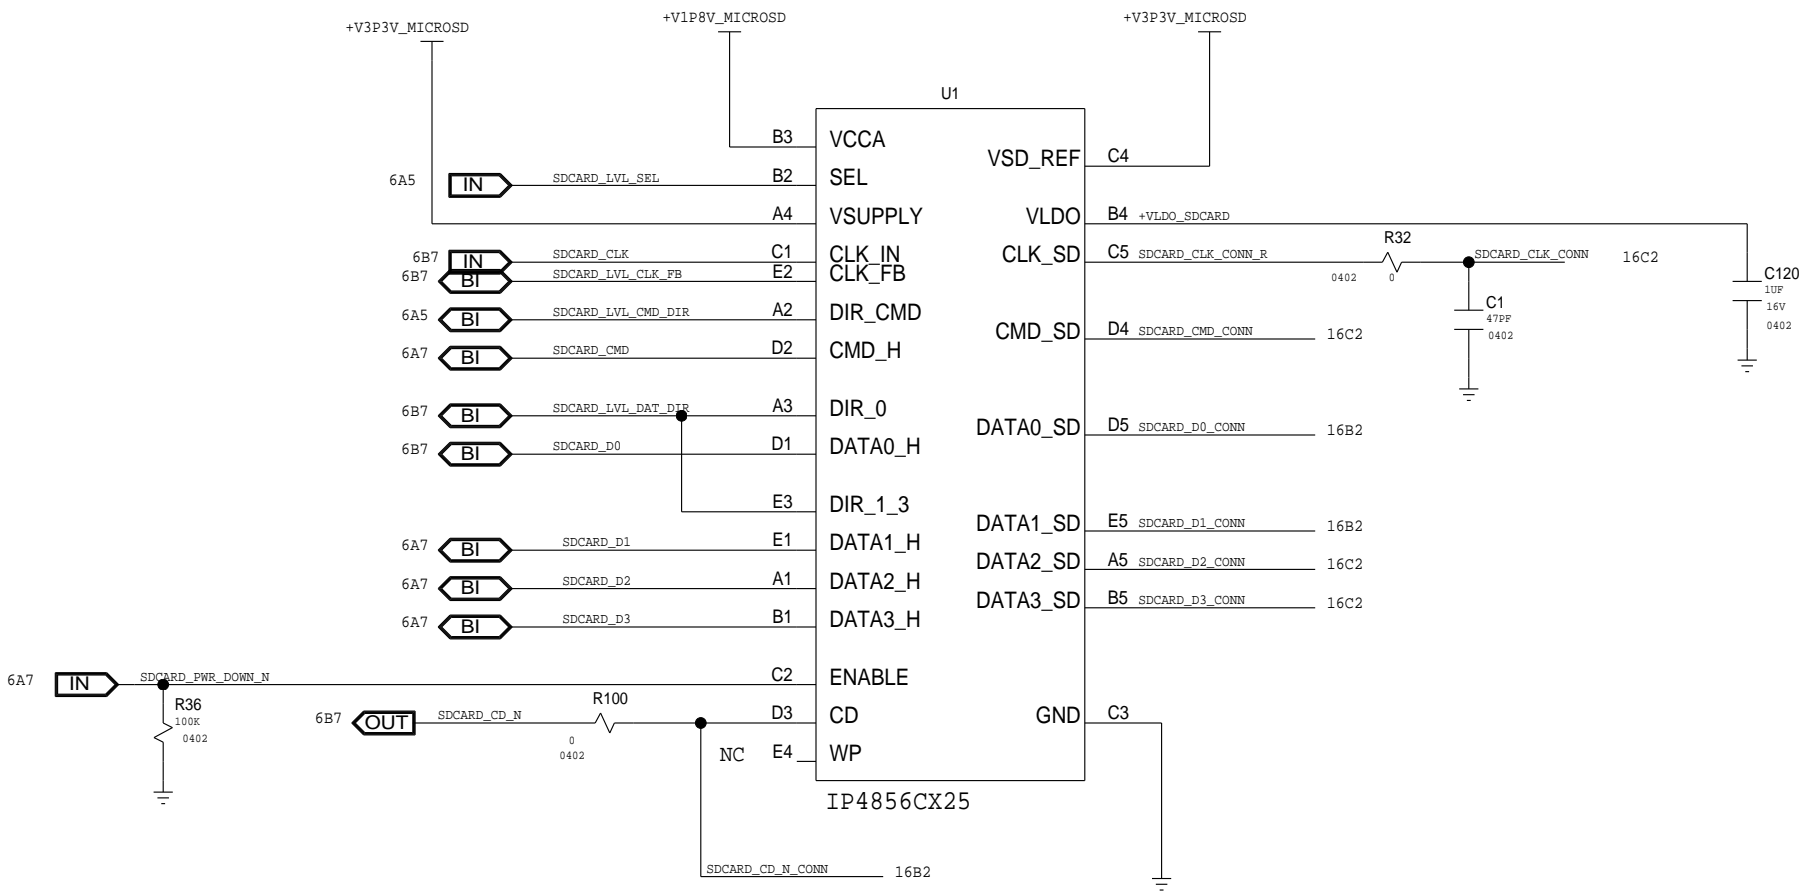 +V3P3V_MICROSD
+V1P8V_MICROSD
+V3P3V_MICROSD
U1
B3 VCCA
VSD_REF C4
6A5 IN SDCARD_LVL_SEL B2 SEL
A4 VSUPPLY
VLDO B4 +VLDO_SDCARD
6B7 IN SDCARD_CLK C1 CLK_IN
CLK_SD C5 SDCARD_CLK_CONN_R
R32
0402 0
SDCARD_CLK_CONN 16C2
C120
1UF
16V
0402
6B7 BI SDCARD_LVL_CLK_FB E2 CLK_FB
C1
47PF
0402
6A5 BI SDCARD_LVL_CMD_DIR A2 DIR_CMD
CMD_SD D4 SDCARD_CMD_CONN 16C2
6A7 BI SDCARD_CMD D2 CMD_H
6B7 BI SDCARD_LVL_DAT_DIR A3 DIR_0
DATA0_SD D5 SDCARD_D0_CONN 16B2
6B7 BI SDCARD_D0 D1 DATA0_H
E3 DIR_1_3
DATA1_SD E5 SDCARD_D1_CONN 16B2
6A7 BI SDCARD_D1 E1 DATA1_H
DATA2_SD A5 SDCARD_D2_CONN 16C2
6A7 BI SDCARD_D2 A1 DATA2_H
DATA3_SD B5 SDCARD_D3_CONN 16C2
6A7 BI SDCARD_D3 B1 DATA3_H
6A7 IN SDCARD_PWR_DOWN_N C2 ENABLE
R36
100K
0402
6B7 OUT SDCARD_CD_N
R100
0
0402
D3 CD
GND C3
NC E4 WP
IP4856CX25
SDCARD_CD_N_CONN 16B2